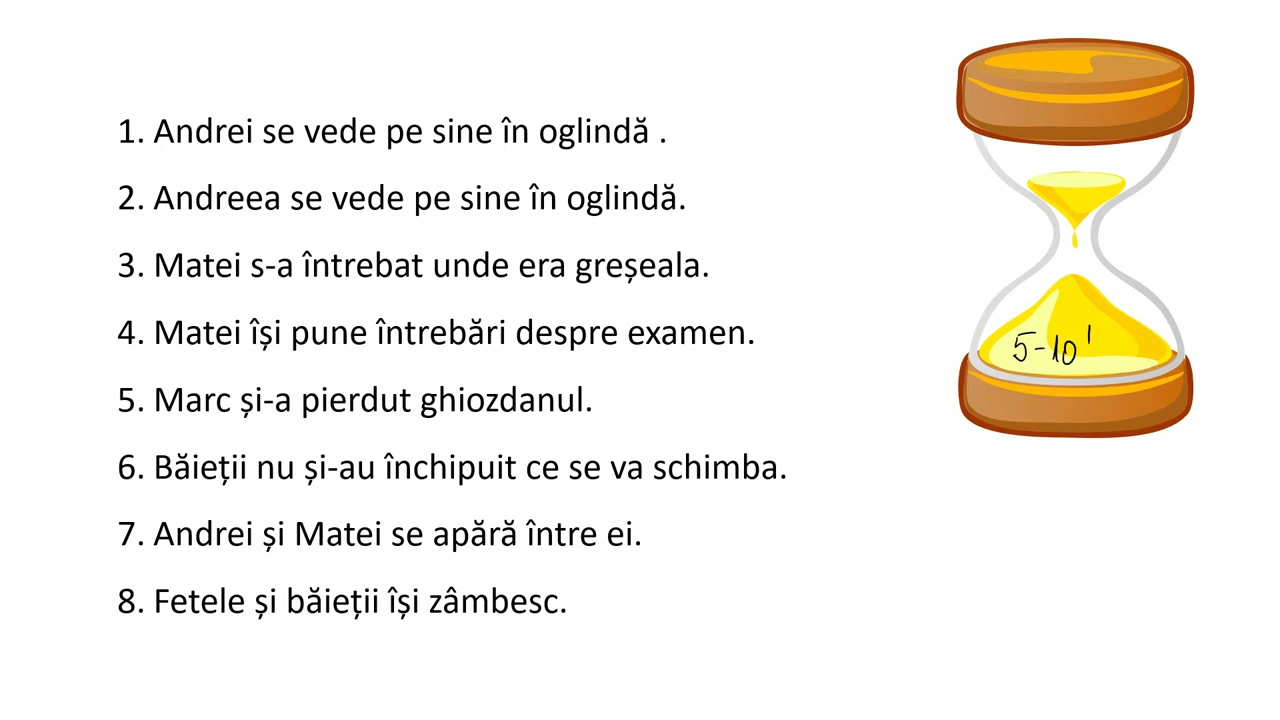 1. Andrei se vede pe sine în oglindă .
2. Andreea se vede pe sine în oglindă.
3. Matei s-a întrebat unde era greșeala.
4. Matei își pune întrebări despre examen.
5. Marc și-a pierdut ghiozdanul.
6. Băieții nu și-au închipuit ce se va schimba.
7. Andrei și Matei se apără între ei.
8. Fetele și băieții își zâmbesc.
5-10'